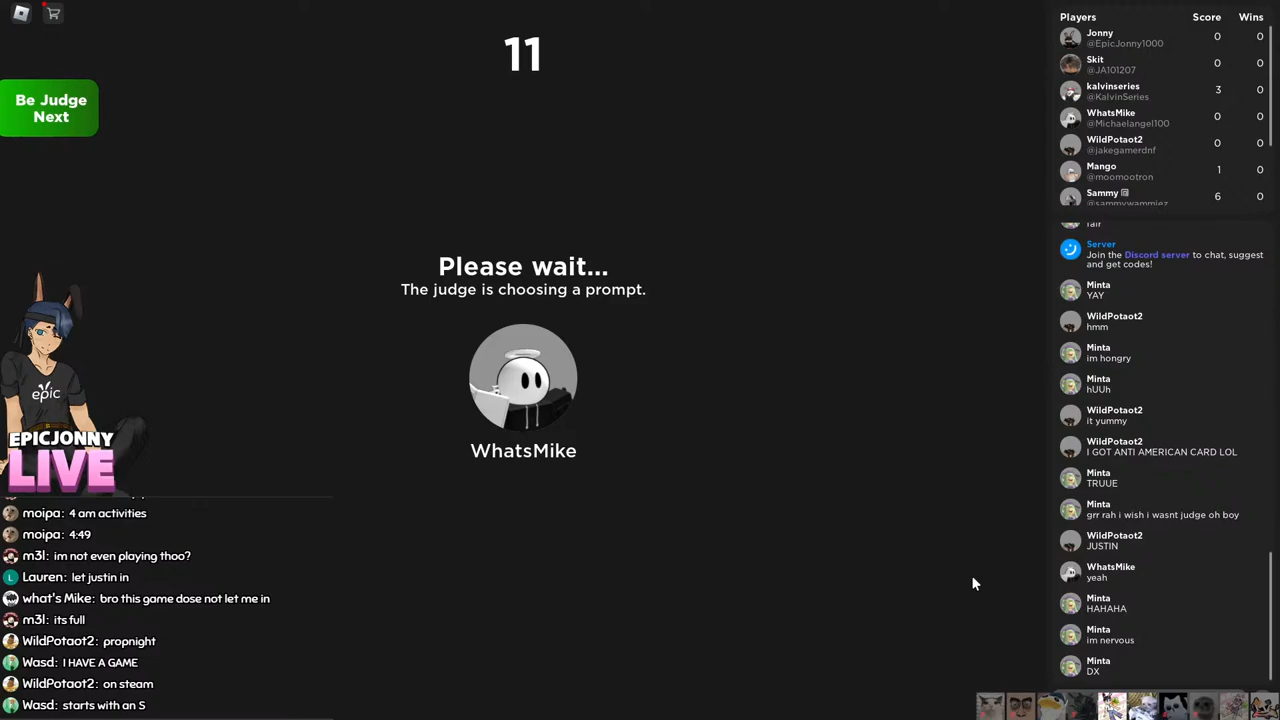 11
Be Judge
Next
Please wait...
The judge is choosing a prompt.
WhatsMike
epic
EPICJONNY
LIVE
moipa: 4 am activities
moipa: 4:49
m3l: im not even playing thoo?
Lauren: let justin in
what's Mike: bro this game dose not let me in
m3l: its full
WildPotaot2: propnight
Wasd: I HAVE A GAME
WildPotaot2: on steam
Wasd: starts with an S
Players Score Wins
Jonny
@EpicJonny1000 0 0
Skit
@JA101207 0 0
kalvinseries
@KalvinSeries 3 0
WhatsMike
@Michaelangel100 0 0
WildPotaot2
@jakegamerdnf 0 0
Mango
@moomootron 1 0
Sammy
@sammywammiez 6 0
fair
Server
Join the Discord server to chat, suggest
and get codes!
Minta
YAY
WildPotaot2
hmm
Minta
im hongry
Minta
hUUh
WildPotaot2
it yummy
WildPotaot2
I GOT ANTI AMERICAN CARD LOL
Minta
TRUUE
Minta
grr rah i wish i wasnt judge oh boy
WildPotaot2
JUSTIN
WhatsMike
yeah
Minta
HAHAHA
Minta
im nervous
Minta
DX